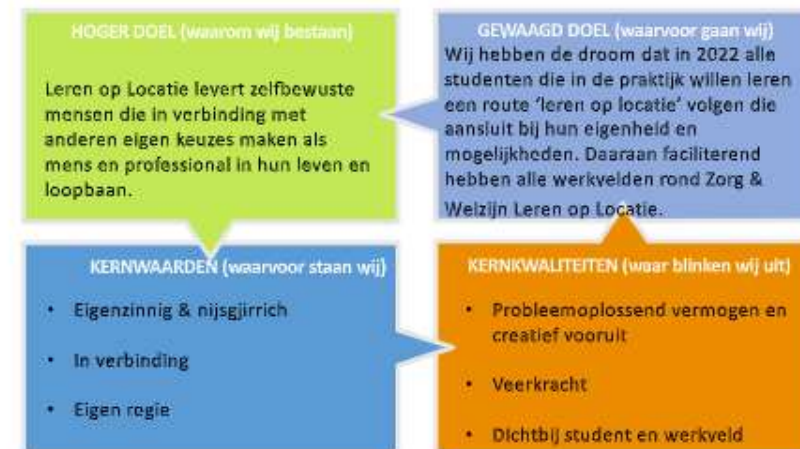 HOGER DOEL (waarom wij bestaan)
Leren op Locatie levert zelfbewuste
mensen die in verbinding met
anderen eigen keuzes maken als
mens en professional in hun leven en
loopbaan.
GEWAAGD DOEL (waarvoor gaan wij)
Wij hebben de droom dat in 2022 alle
studenten die in de praktijk willen leren
een route ‘leren op locatie’ volgen die
aansluit bij hun eigenheid en
mogelijkheden. Daaraan faciliterend
hebben alle werkvelden rond Zorg &
Welzijn Leren op Locatie.
KERNWAARDEN (waarvoor staan wij)
• Eigenzinnig & nijsgjirrich
• In verbinding
• Eigen regie
KERNKWALITEITEN (waar blinken wij uit)
• Probleemoplossend vermogen en
creatief vooruit
• Veerkracht
• Dichtbij student en werkveld